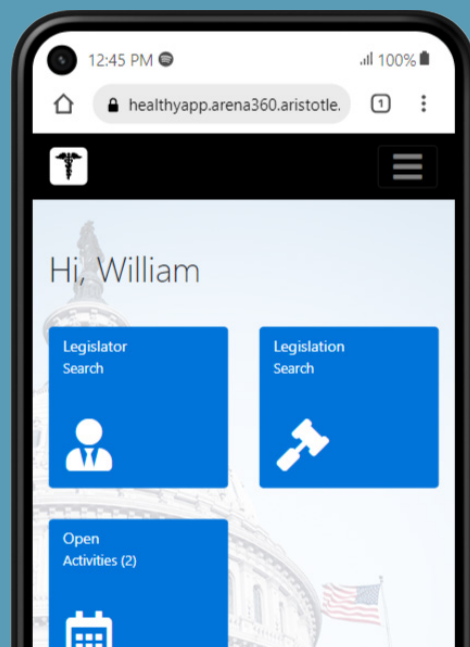 12:45 PM 100%
healthyapp.arena360.aristotle. 1
Hi, William
Legislator
Search
Legislation
Search
Open
Activities (2)